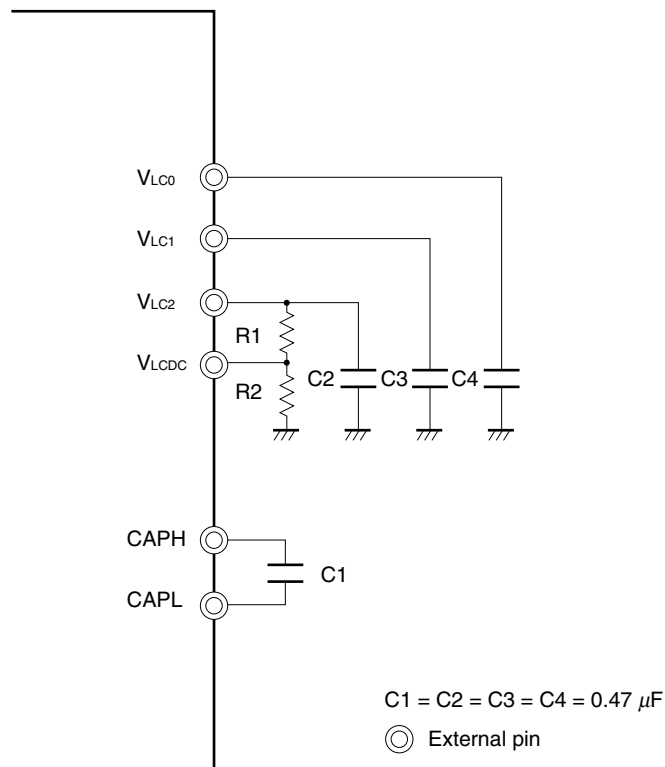 VLC0
VLC1
VLC2
R1
VLCDC
R2
C2
C3
C4
CAPH
C1
CAPL
C1 = C2 = C3 = C4 = 0.47 μF
External pin